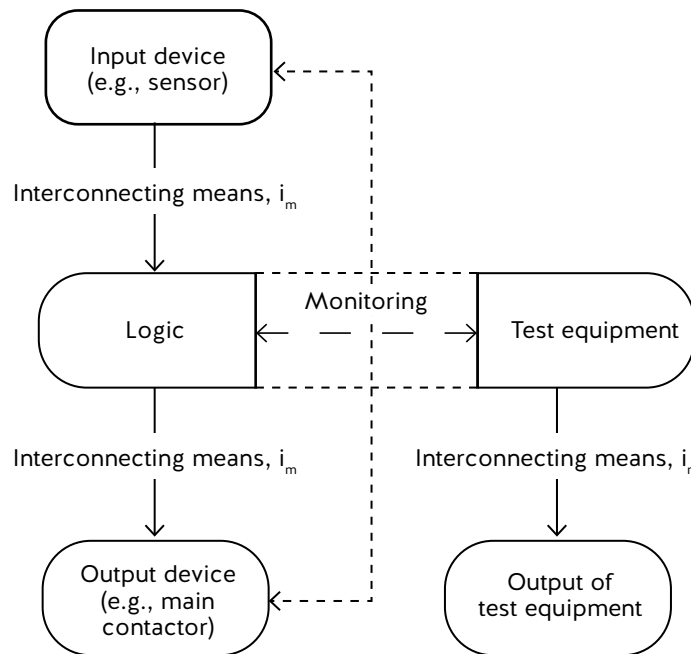 Input device
(e.g., sensor)
Interconnecting means, iₘ
Monitoring
Logic
Test equipment
Interconnecting means, iₘ
Interconnecting means, i
Output device
(e.g., main
contactor)
Output of
test equipment